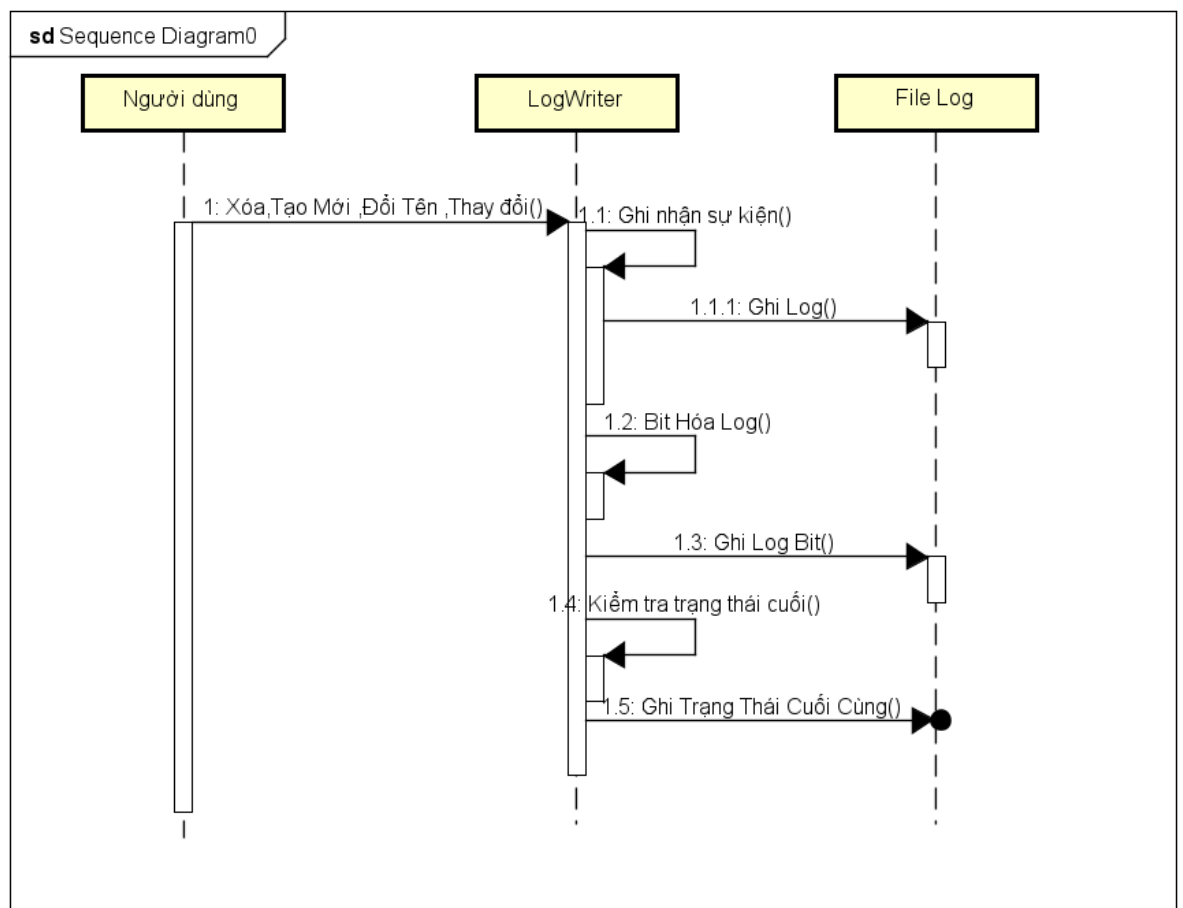 sd Sequence Diagram0
Người dùng
LogWriter
File Log
1: Xóa,Tạo Mới ,Đổi Tên ,Thay đổi()
1.1: Ghi nhận sự kiện()
1.1.1: Ghi Log()
1.2: Bit Hóa Log()
1.3: Ghi Log Bit()
1.4: Kiểm tra trạng thái cuối()
1.5: Ghi Trạng Thái Cuối Cùng()